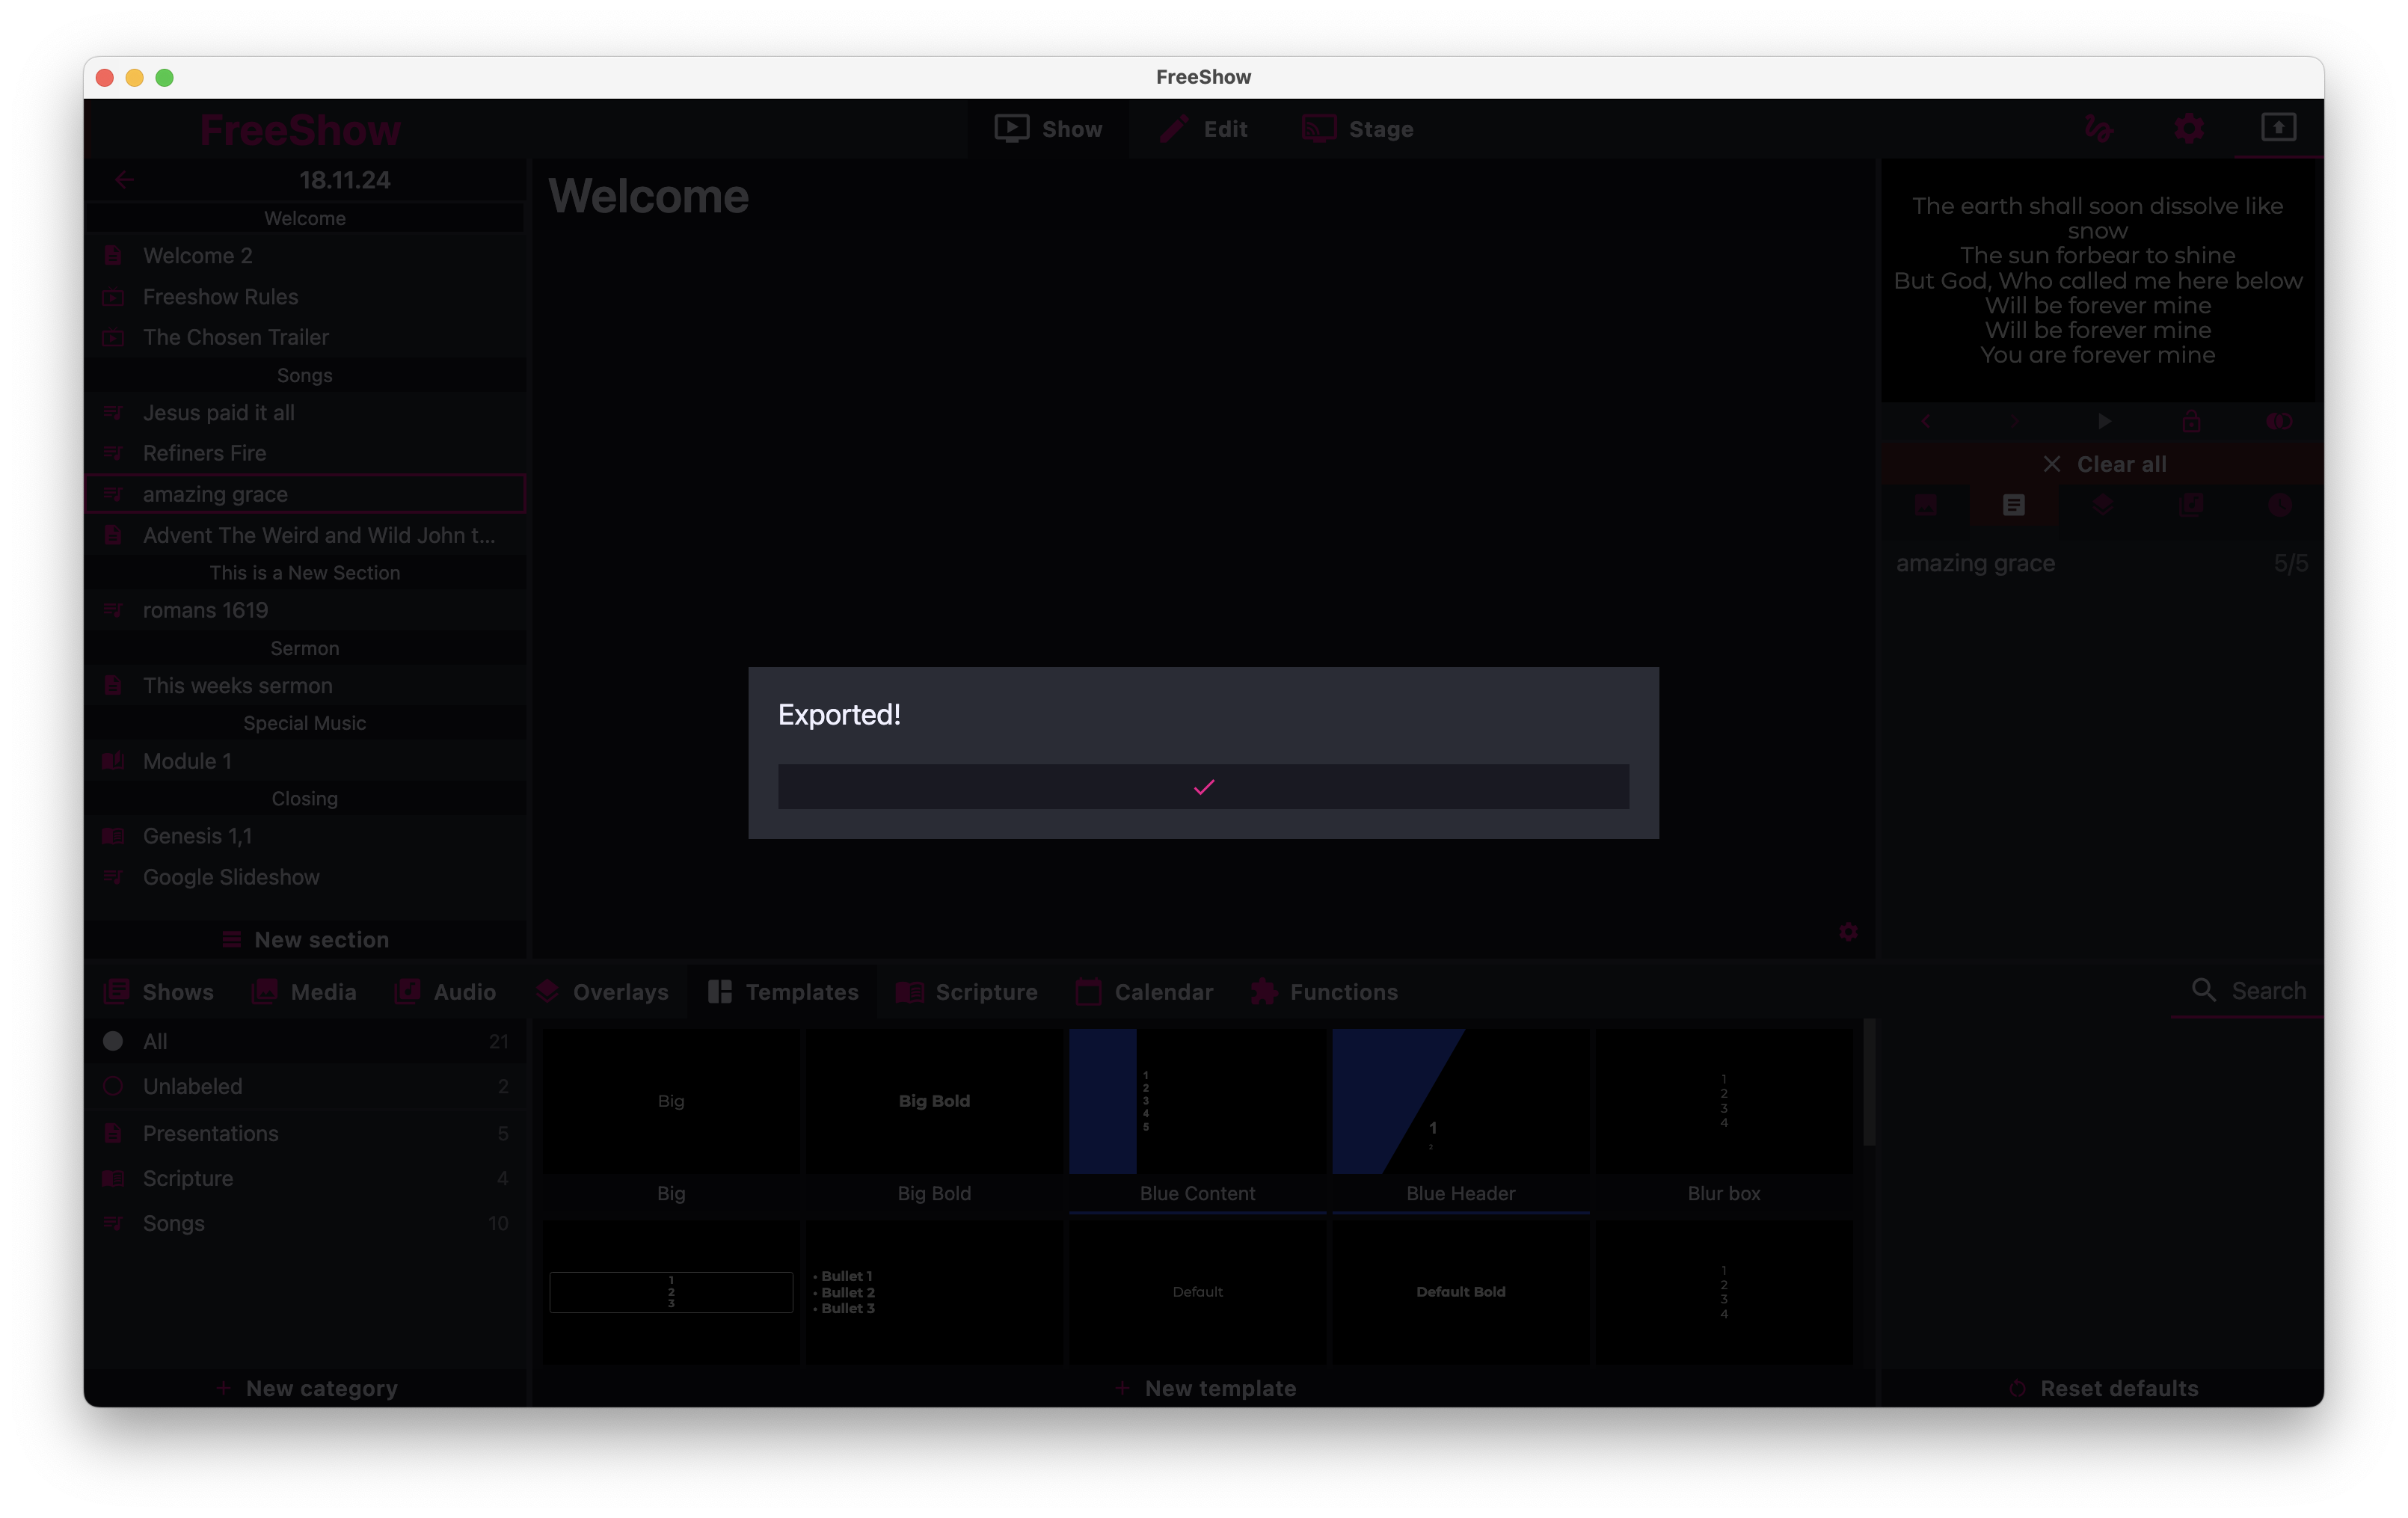 FreeShow
FreeShow
Show
Edit
Stage
18.11.24
Welcome
Welcome 2
Freeshow Rules
The Chosen Trailer
Songs
Jesus paid it all
Refiners Fire
amazing grace
Advent The Weird and Wild John t...
This is a New Section
romans 1619
Sermon
This weeks sermon
Special Music
Module 1
Closing
Genesis 1,1
Google Slideshow
New section
Welcome
Exported!
The earth shall soon dissolve like
snow
The sun forbear to shine
But God, Who called me here below
Will be forever mine
Will be forever mine
You are forever mine
Clear all
amazing grace 5/5
Shows
Media
Audio
Overlays
Templates
Scripture
Calendar
Functions
Search
All 21
Unlabeled 2
Presentations 5
Scripture 4
Songs 10
New category
Big
Big Bold
1
2
3
4
5
1
2
1
2
3
4
Big
Big Bold
Blue Content
Blue Header
Blur box
1
2
3
• Bullet 1
• Bullet 2
• Bullet 3
Default
Default Bold
1
2
3
4
New template
Reset defaults